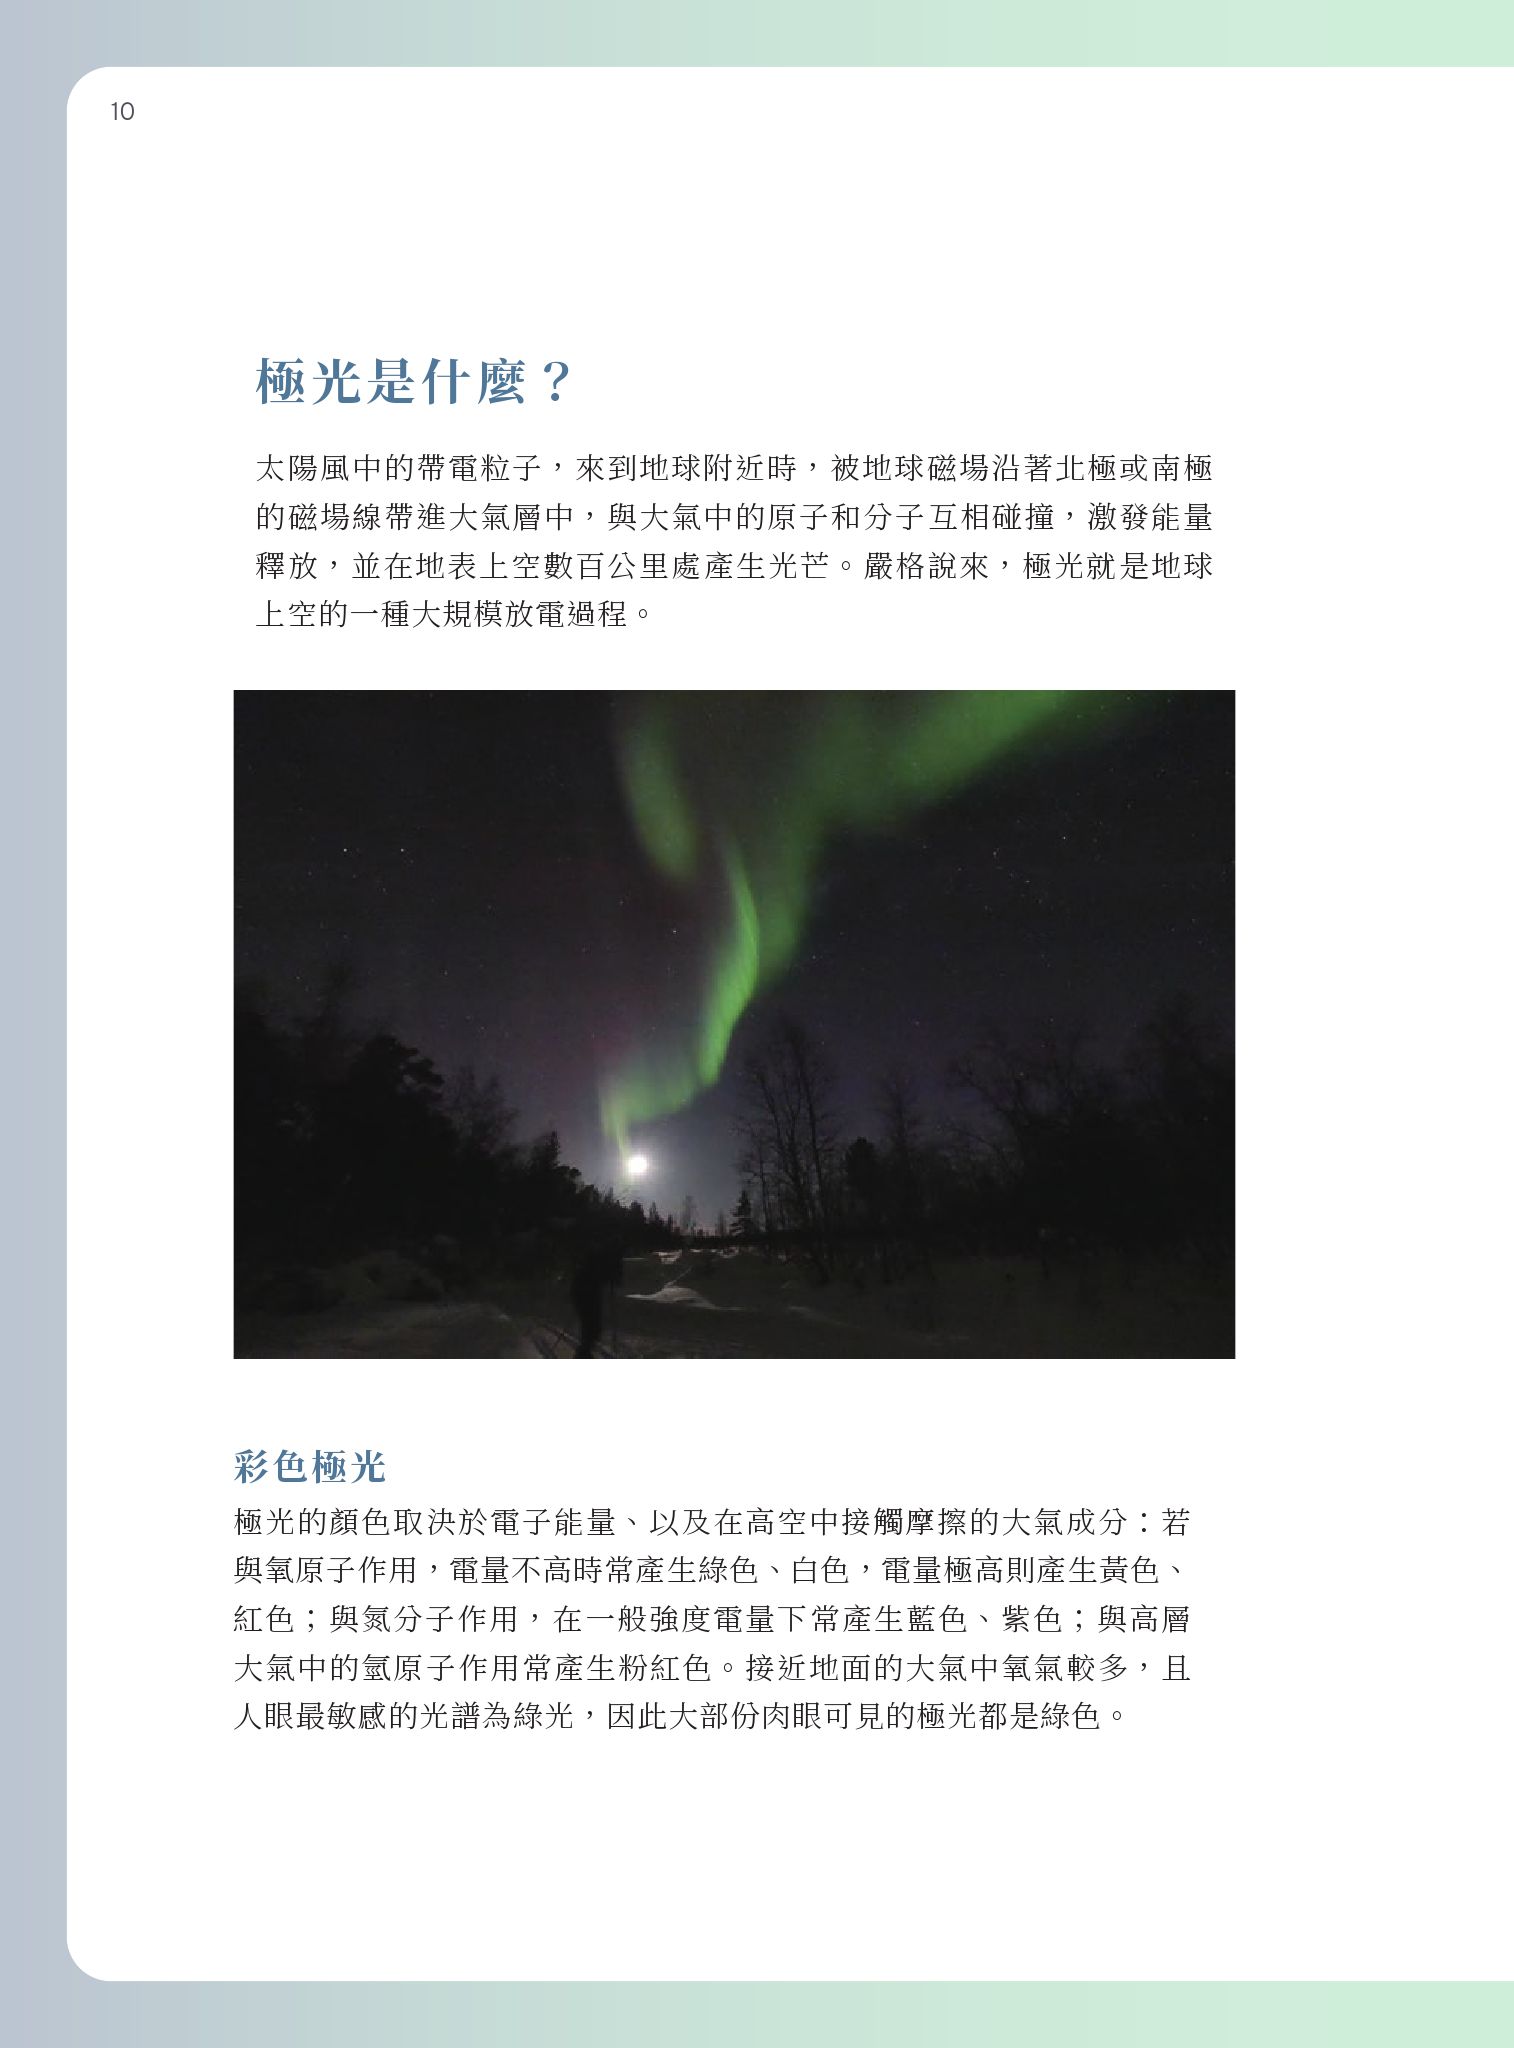 10
極光是什麼？
太陽風中的帶電粒子，來到地球附近時，被地球磁場沿著北極或南極
的磁場線帶進大氣層中，與大氣中的原子和分子互相碰撞，激發能量
釋放，並在地表上空數百公里處產生光芒。嚴格說來，極光就是地球
上空的一種大規模放電過程。
彩色極光
極光的顏色取決於電子能量、以及在高空中接觸摩擦的大氣成分：若
與氧原子作用，電量不高時常產生綠色、白色，電量極高則產生黃色、
紅色；與氮分子作用，在一般強度電量下常產生藍色、紫色；與高層
大氣中的氫原子作用常產生粉紅色。接近地面的大氣中氧氣較多，且
人眼最敏感的光譜為綠光，因此大部份肉眼可見的極光都是綠色。